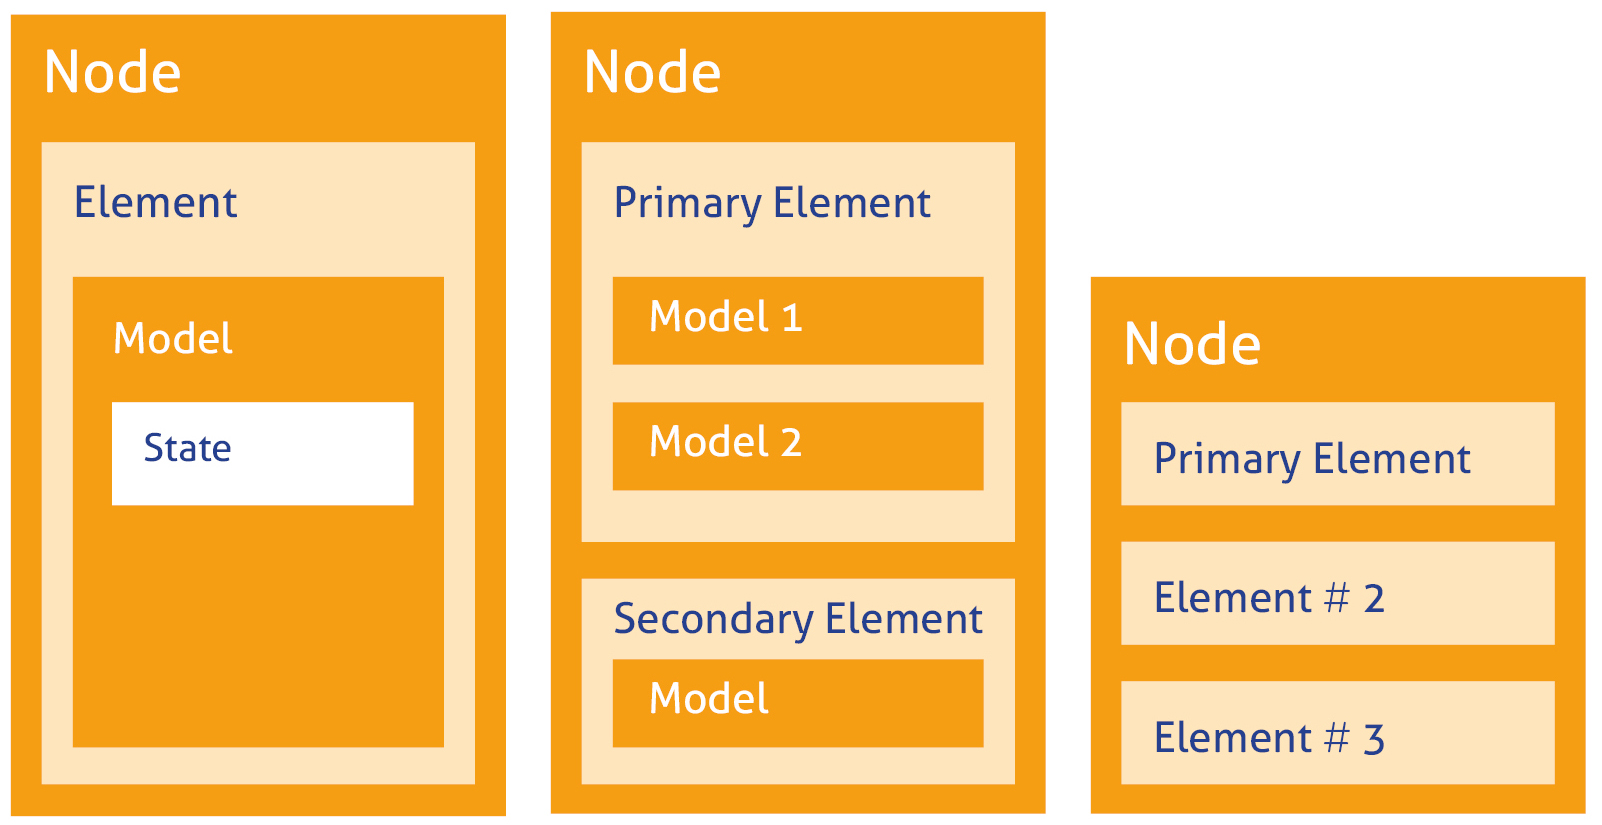 Node
Element
Model
State
Node
Primary Element
Model 1
Model 2
Secondary Element
Model
Node
Primary Element
Element # 2
Element # 3